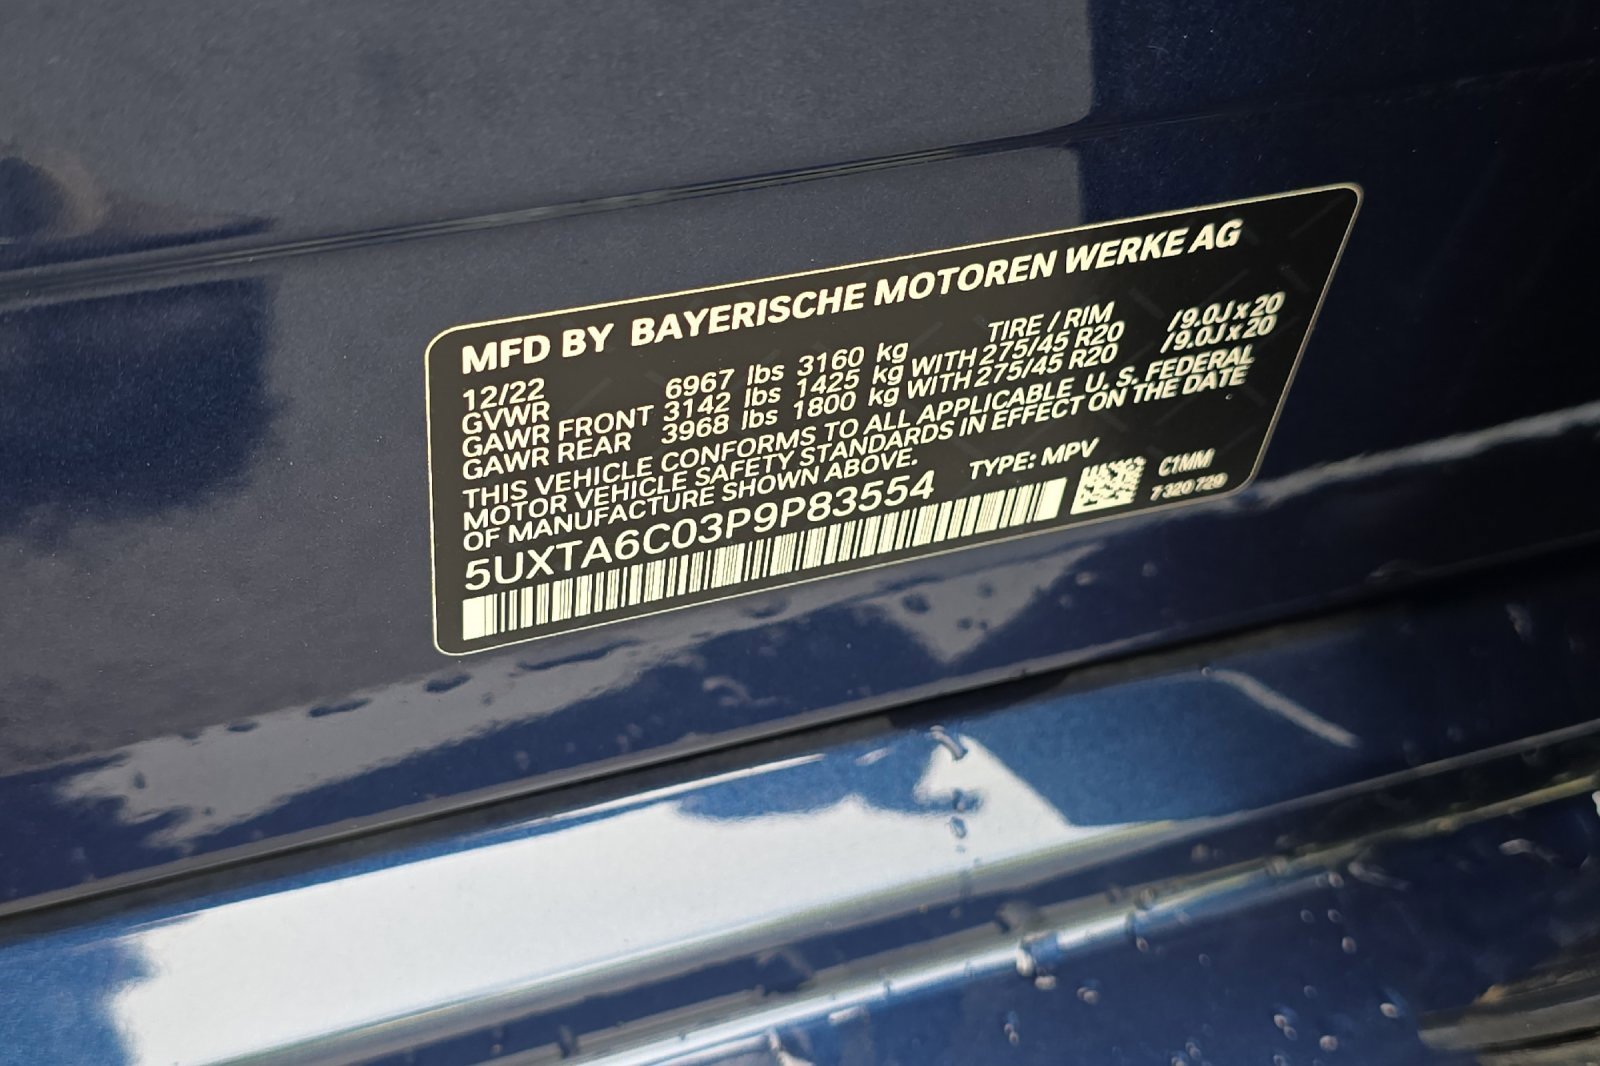 MFD BY BAYERISCHE MOTOREN WERKE AG
12/22 TIRE / RIM
GVWR 6967 lbs 3160 kg
GAWR FRONT 3142 lbs 1425 kg WITH 275/45 R20 /9.0J x 20
GAWR REAR 3968 lbs 1800 kg WITH 275/45 R20 /9.0J x 20
THIS VEHICLE CONFORMS TO ALL APPLICABLE U. S. FEDERAL
MOTOR VEHICLE SAFETY STANDARDS IN EFFECT ON THE DATE
OF MANUFACTURE SHOWN ABOVE.
5UXTA6C03P9P83554 TYPE: MPV
C1MM
7 320 729